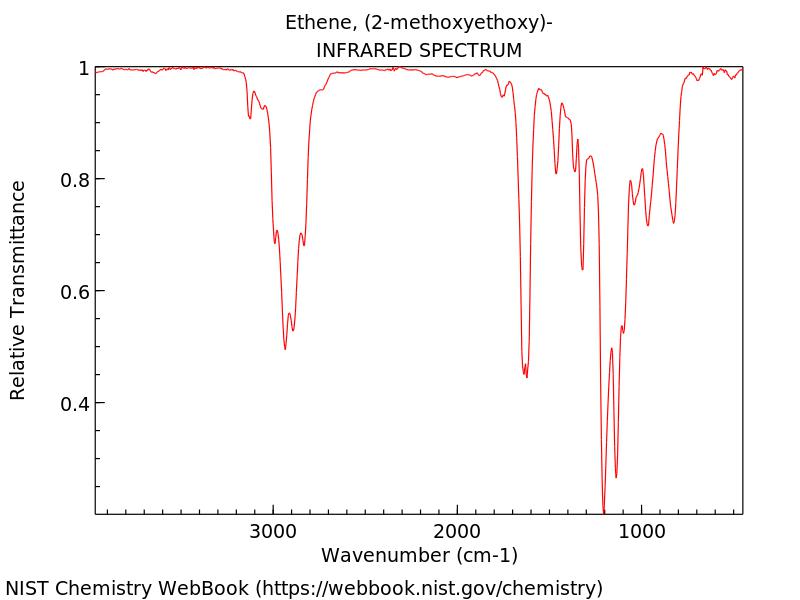 Ethene, (2-methoxyethoxy)-
INFRARED SPECTRUM
1
0.8
0.6
0.4
Relative Transmittance
3000 2000 1000
Wavenumber (cm-1)
NIST Chemistry WebBook (https://webbook.nist.gov/chemistry)